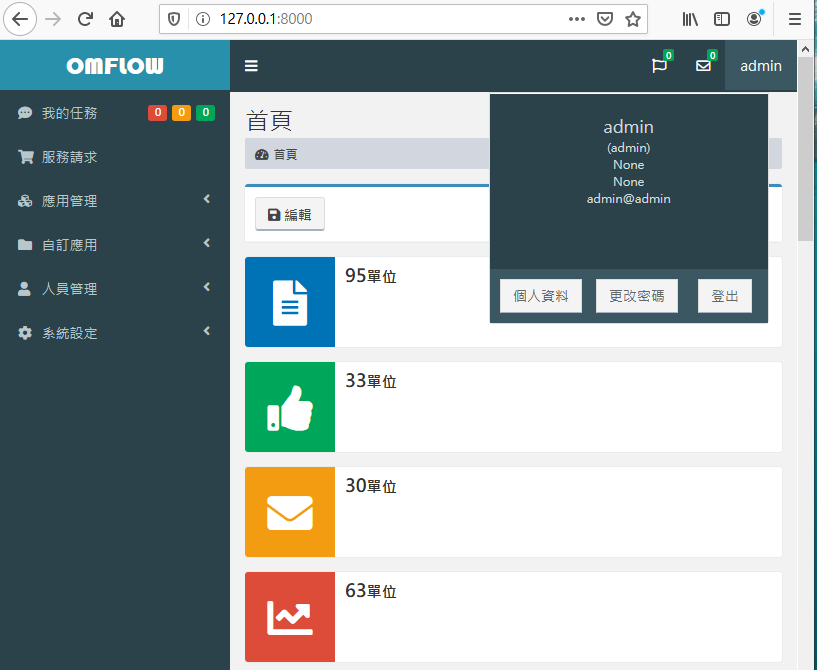 127.0.0.1:8000
OMFLOW
0
0
admin
我的任務 0 0 0
服務請求
應用管理
自訂應用
人員管理
系統設定
首頁
首頁
編輯
admin
(admin)
None
None
admin@admin
個人資料 更改密碼 登出
95單位
33單位
30單位
63單位